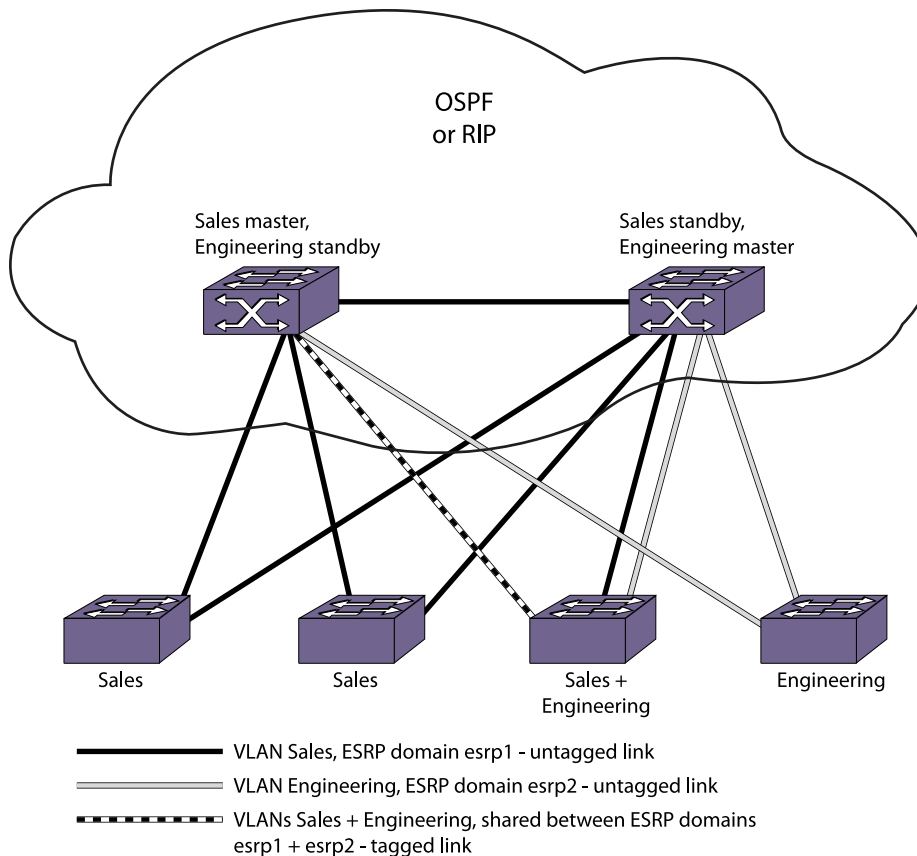 OSPF
or RIP
Sales master,
Engineering standby
Sales standby,
Engineering master
Sales
Sales
Sales +
Engineering
Engineering
VLAN Sales, ESRP domain esrp1 - untagged link
VLAN Engineering, ESRP domain esrp2 - untagged link
VLANs Sales + Engineering, shared between ESRP domains
esrp1 + esrp2 - tagged link